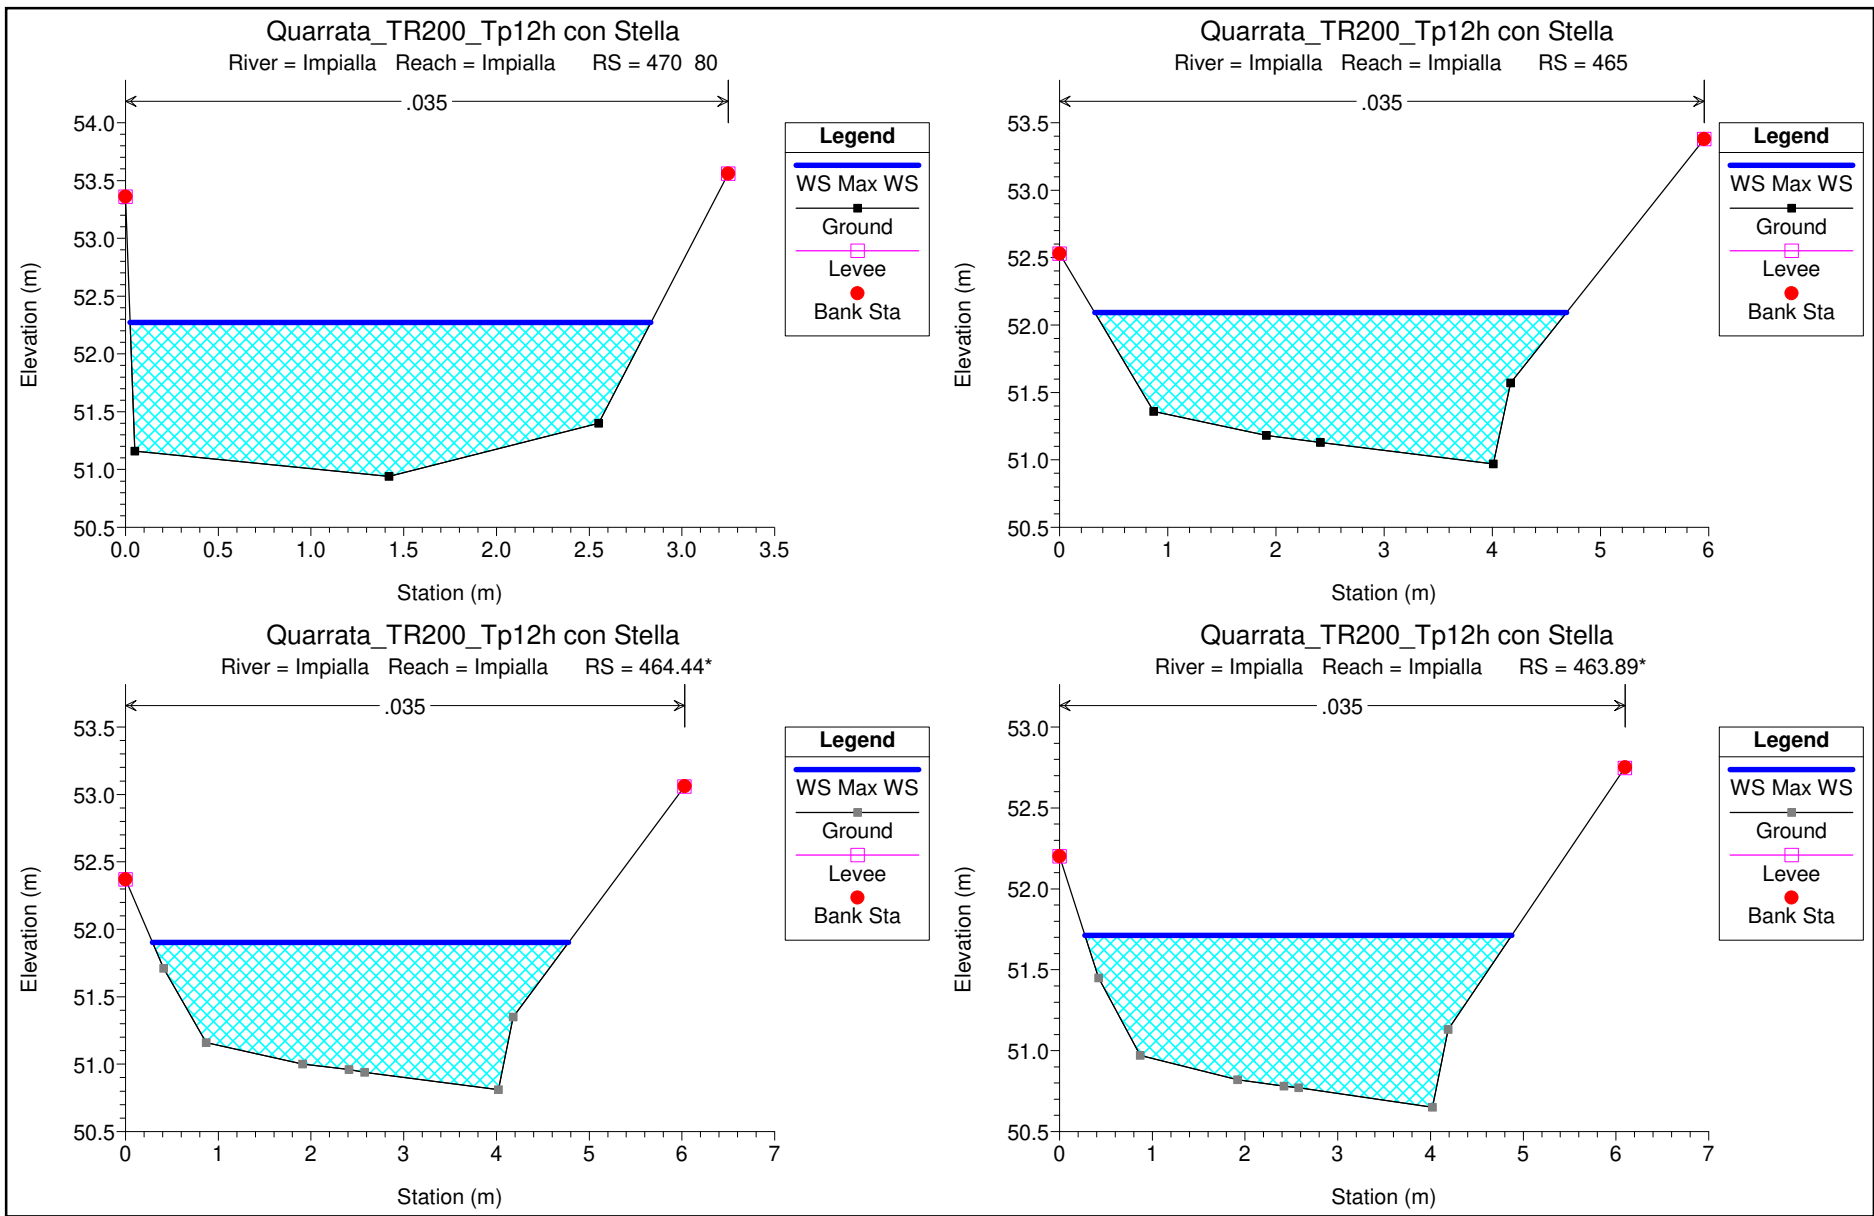 Quarrata_TR200_Tp12h con Stella
River = Impialla Reach = Impialla RS = 470 80
.035
54.0
53.5
53.0
52.5
52.0
51.5
51.0
50.5
Elevation (m)
0.0 0.5 1.0 1.5 2.0 2.5 3.0 3.5
Station (m)
Legend
WS Max WS
Ground
Levee
Bank Sta
Quarrata_TR200_Tp12h con Stella
River = Impialla Reach = Impialla RS = 465
.035
53.5
53.0
52.5
52.0
51.5
51.0
50.5
Elevation (m)
0 1 2 3 4 5 6
Station (m)
Legend
WS Max WS
Ground
Levee
Bank Sta
Quarrata_TR200_Tp12h con Stella
River = Impialla Reach = Impialla RS = 464.44*
.035
53.5
53.0
52.5
52.0
51.5
51.0
50.5
Elevation (m)
0 1 2 3 4 5 6 7
Station (m)
Legend
WS Max WS
Ground
Levee
Bank Sta
Quarrata_TR200_Tp12h con Stella
River = Impialla Reach = Impialla RS = 463.89*
.035
53.0
52.5
52.0
51.5
51.0
50.5
Elevation (m)
0 1 2 3 4 5 6 7
Station (m)
Legend
WS Max WS
Ground
Levee
Bank Sta